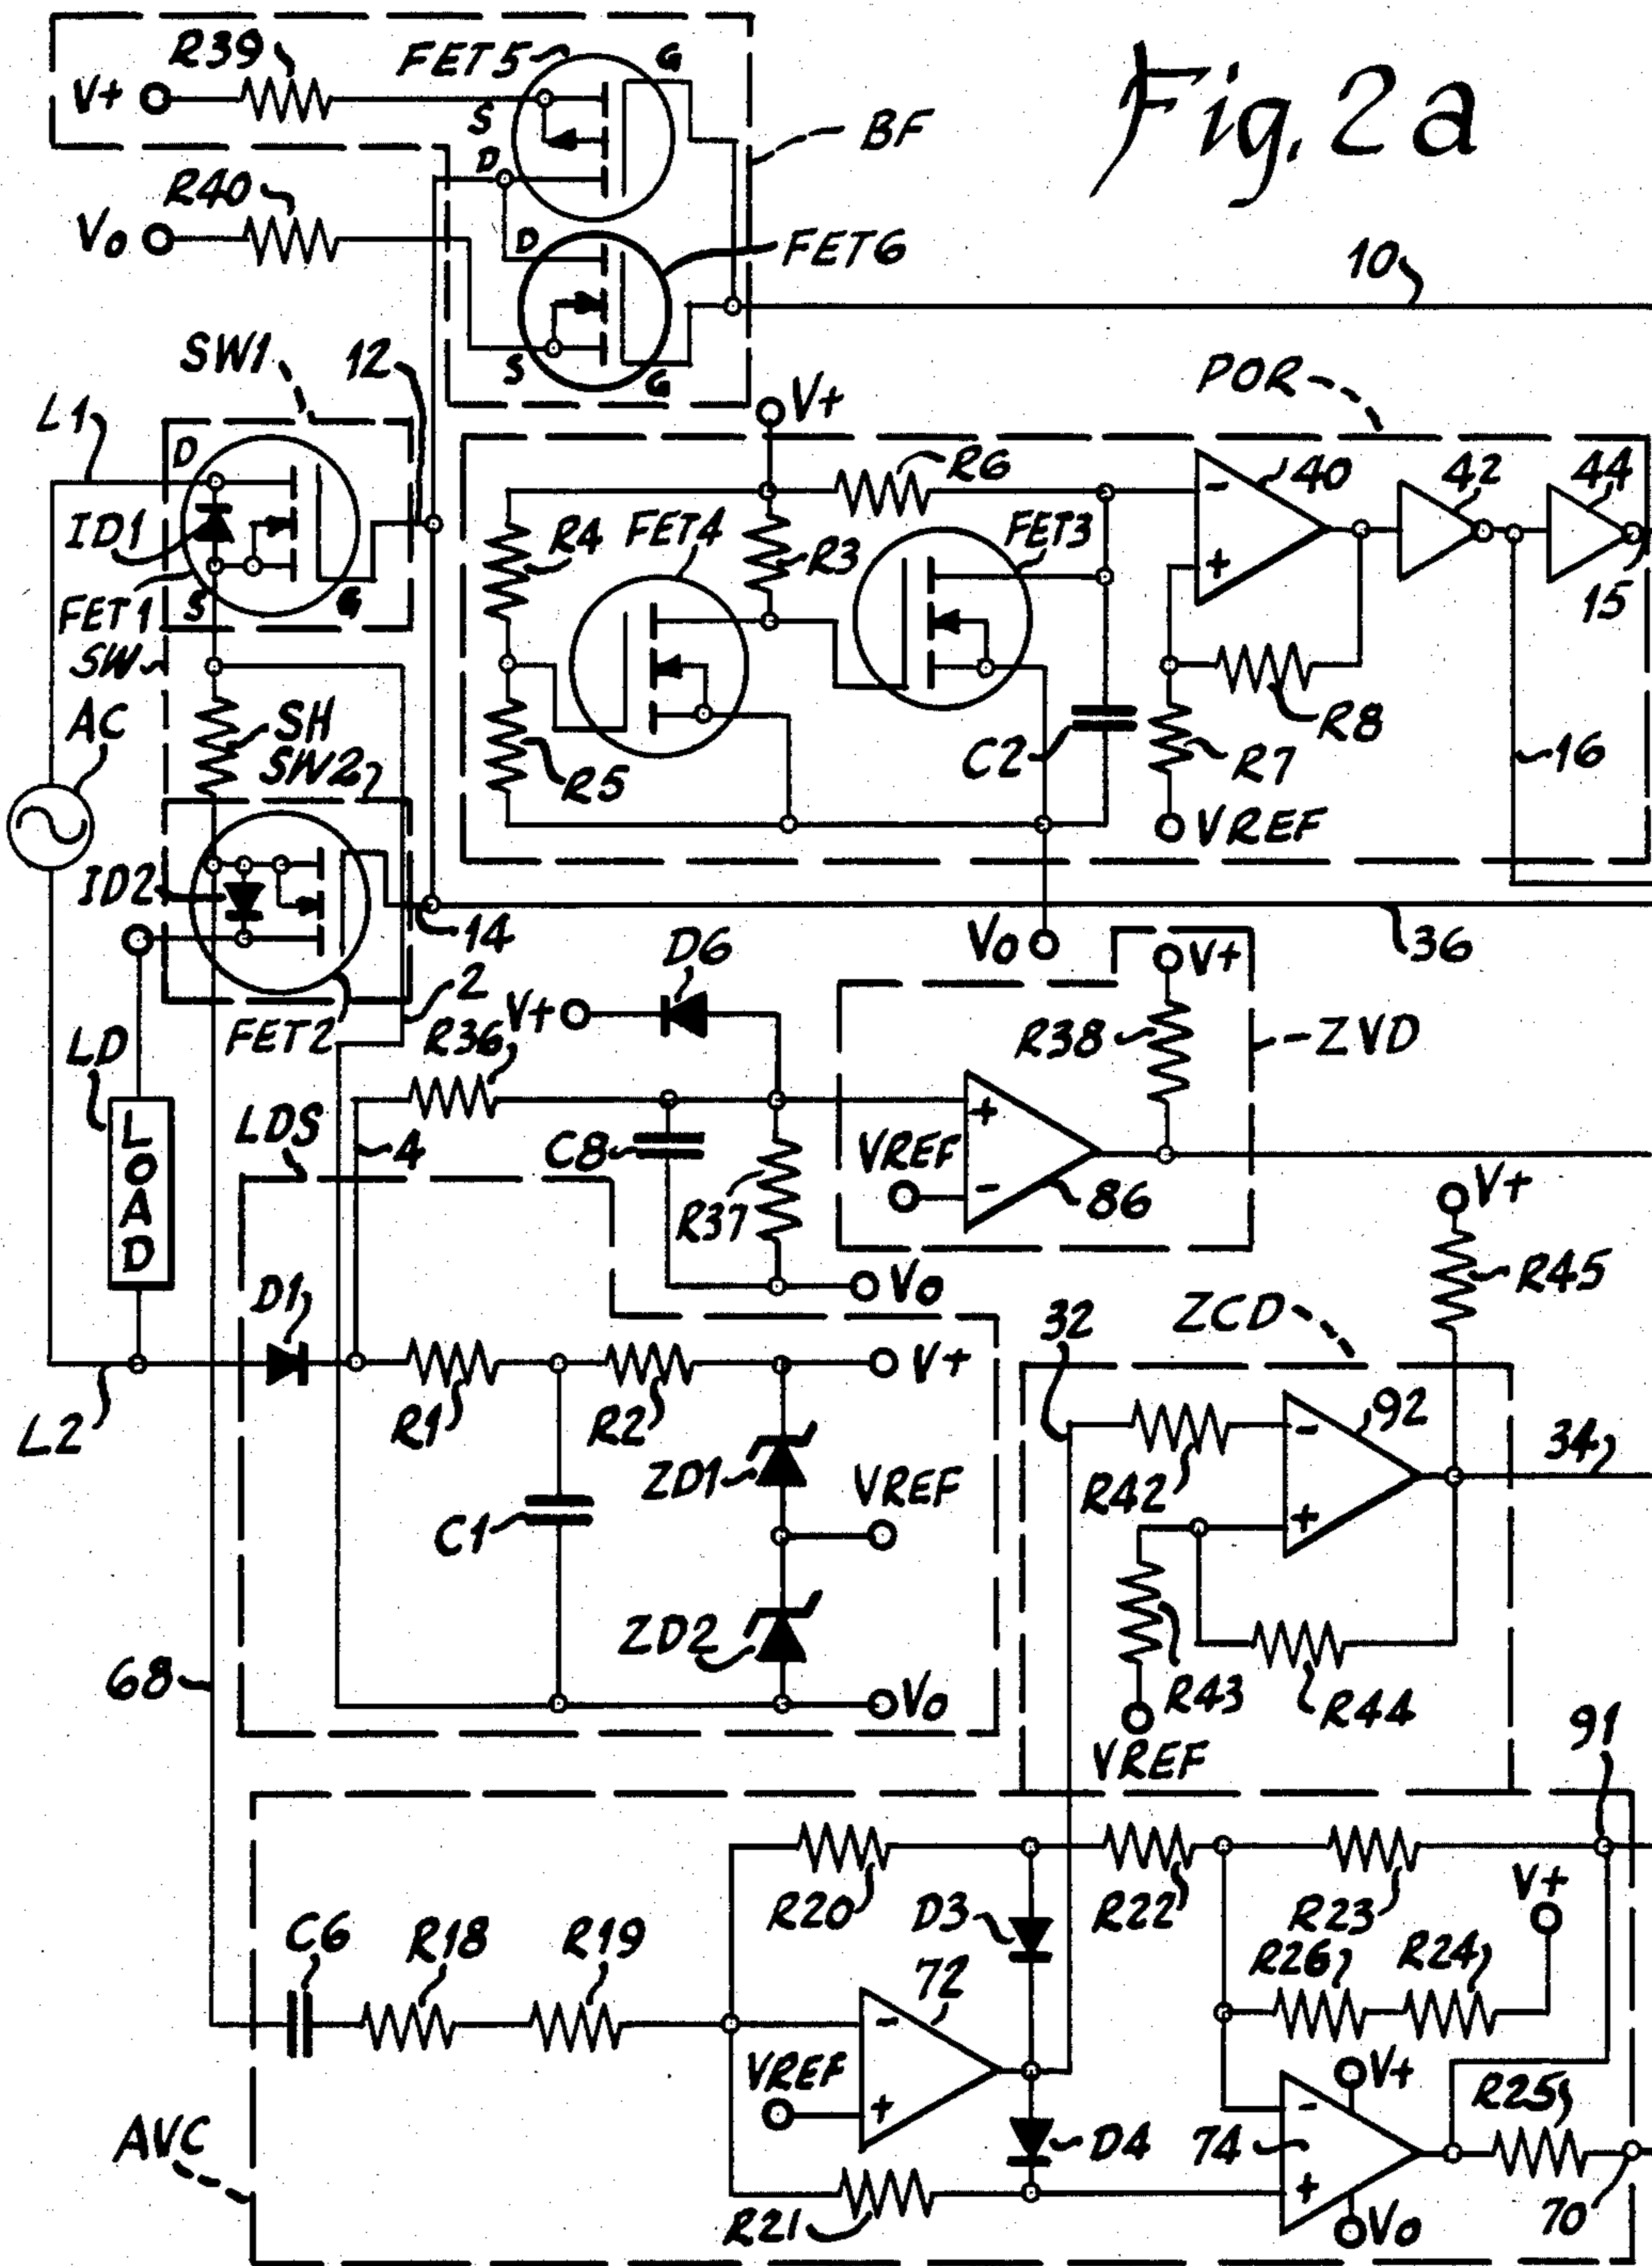 Fig. 2a
R39
FET5
G
V+
S
BF
D
R40
Vo
D
FET6
10
S
G
SW1
12
V+
POR
L1
D
R6
40
42
44
ID1
R4
FET4
R3
FET3
-
+
15
FET1
S
G
SW
AC
SH
SW2
R5
C2
R8
R7
16
VREF
ID2
14
Vo
V+
36
D6
2
V+
FET2
R36
R38
ZVD
LD
LDS
LOAD
4
C8
VREF
+
-
86
R37
V+
R45
Vo
D1
ZCD
32
V+
92
L2
R1
R2
-
34
R42
ZD1
VREF
C1
+
ZD2
68
R43
R44
Vo
VREF
91
R20
D3
R22
R23
V+
C6
R18
R19
72
R26
R24
-
VREF
+
V+
R25
AVC
D4
74
-
+
R21
Vo
70